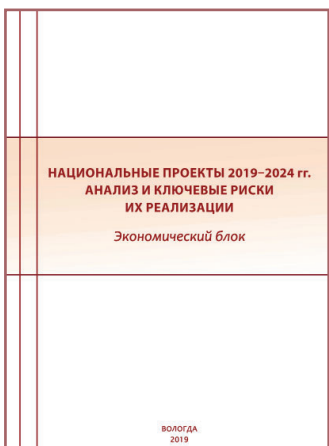 НАЦИОНАЛЬНЫЕ ПРОЕКТЫ 2019–2024 гг.
АНАЛИЗ И КЛЮЧЕВЫЕ РИСКИ
ИХ РЕАЛИЗАЦИИ
Экономический блок
ВОЛОГДА
2019